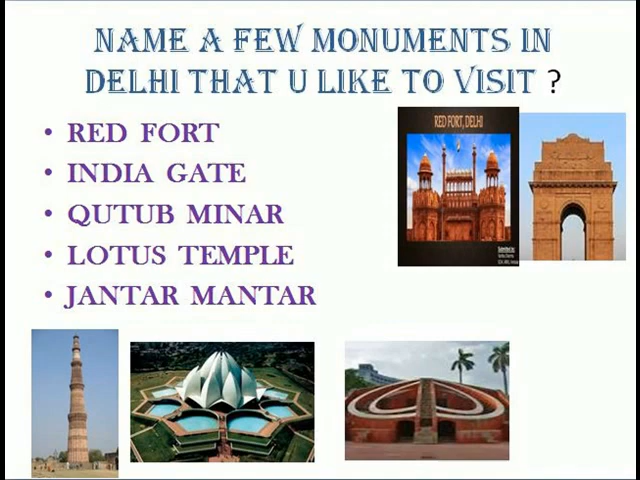 NAME A FEW MONUMENTS IN
DELHI THAT U LIKE TO VISIT ?
• RED FORT
• INDIA GATE
• QUTUB MINAR
• LOTUS TEMPLE
• JANTAR MANTAR
RED FORT, DELHI